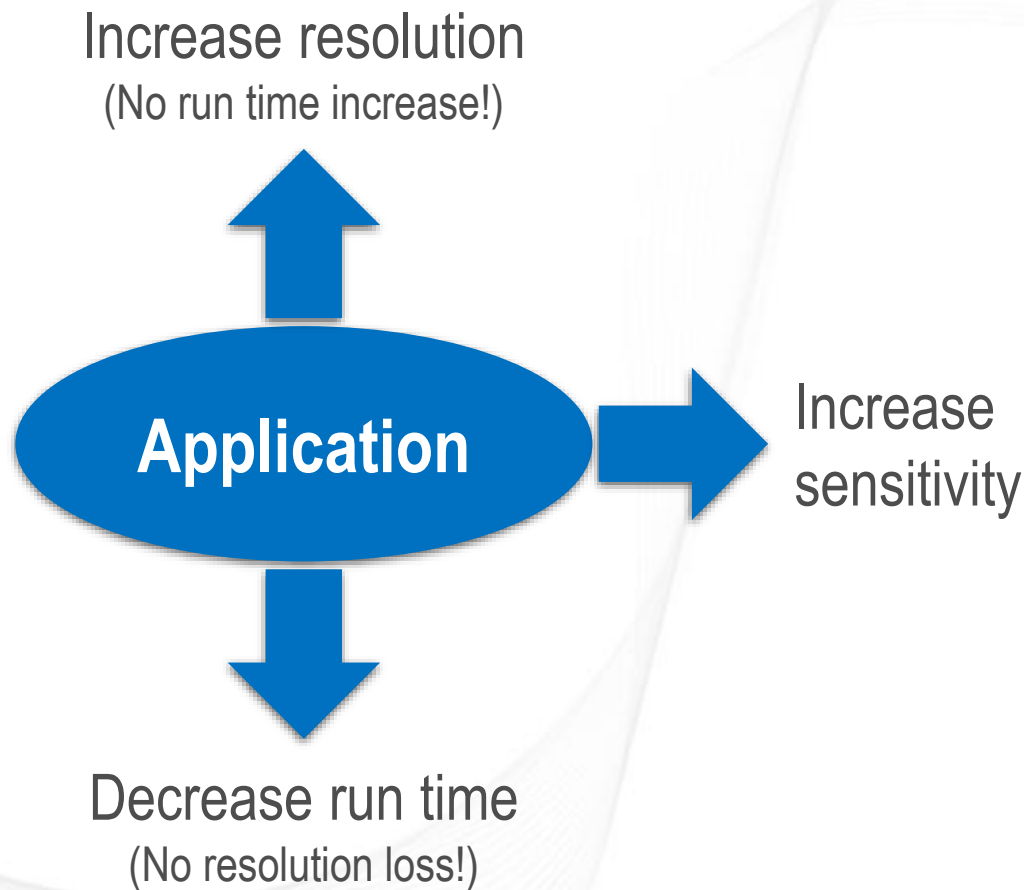 Increase resolution
(No run time increase!)
Application
Increase
sensitivity
Decrease run time
(No resolution loss!)